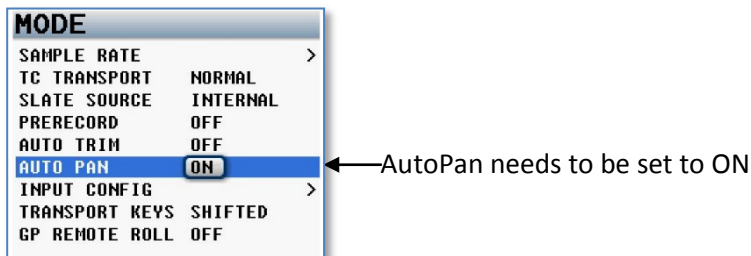 MODE
SAMPLE RATE >
TC TRANSPORT NORMAL
SLATE SOURCE INTERNAL
PRERECORD OFF
AUTO TRIM OFF
AUTO PAN ON
AutoPan needs to be set to ON
INPUT CONFIG >
TRANSPORT KEYS SHIFTED
GP REMOTE ROLL OFF